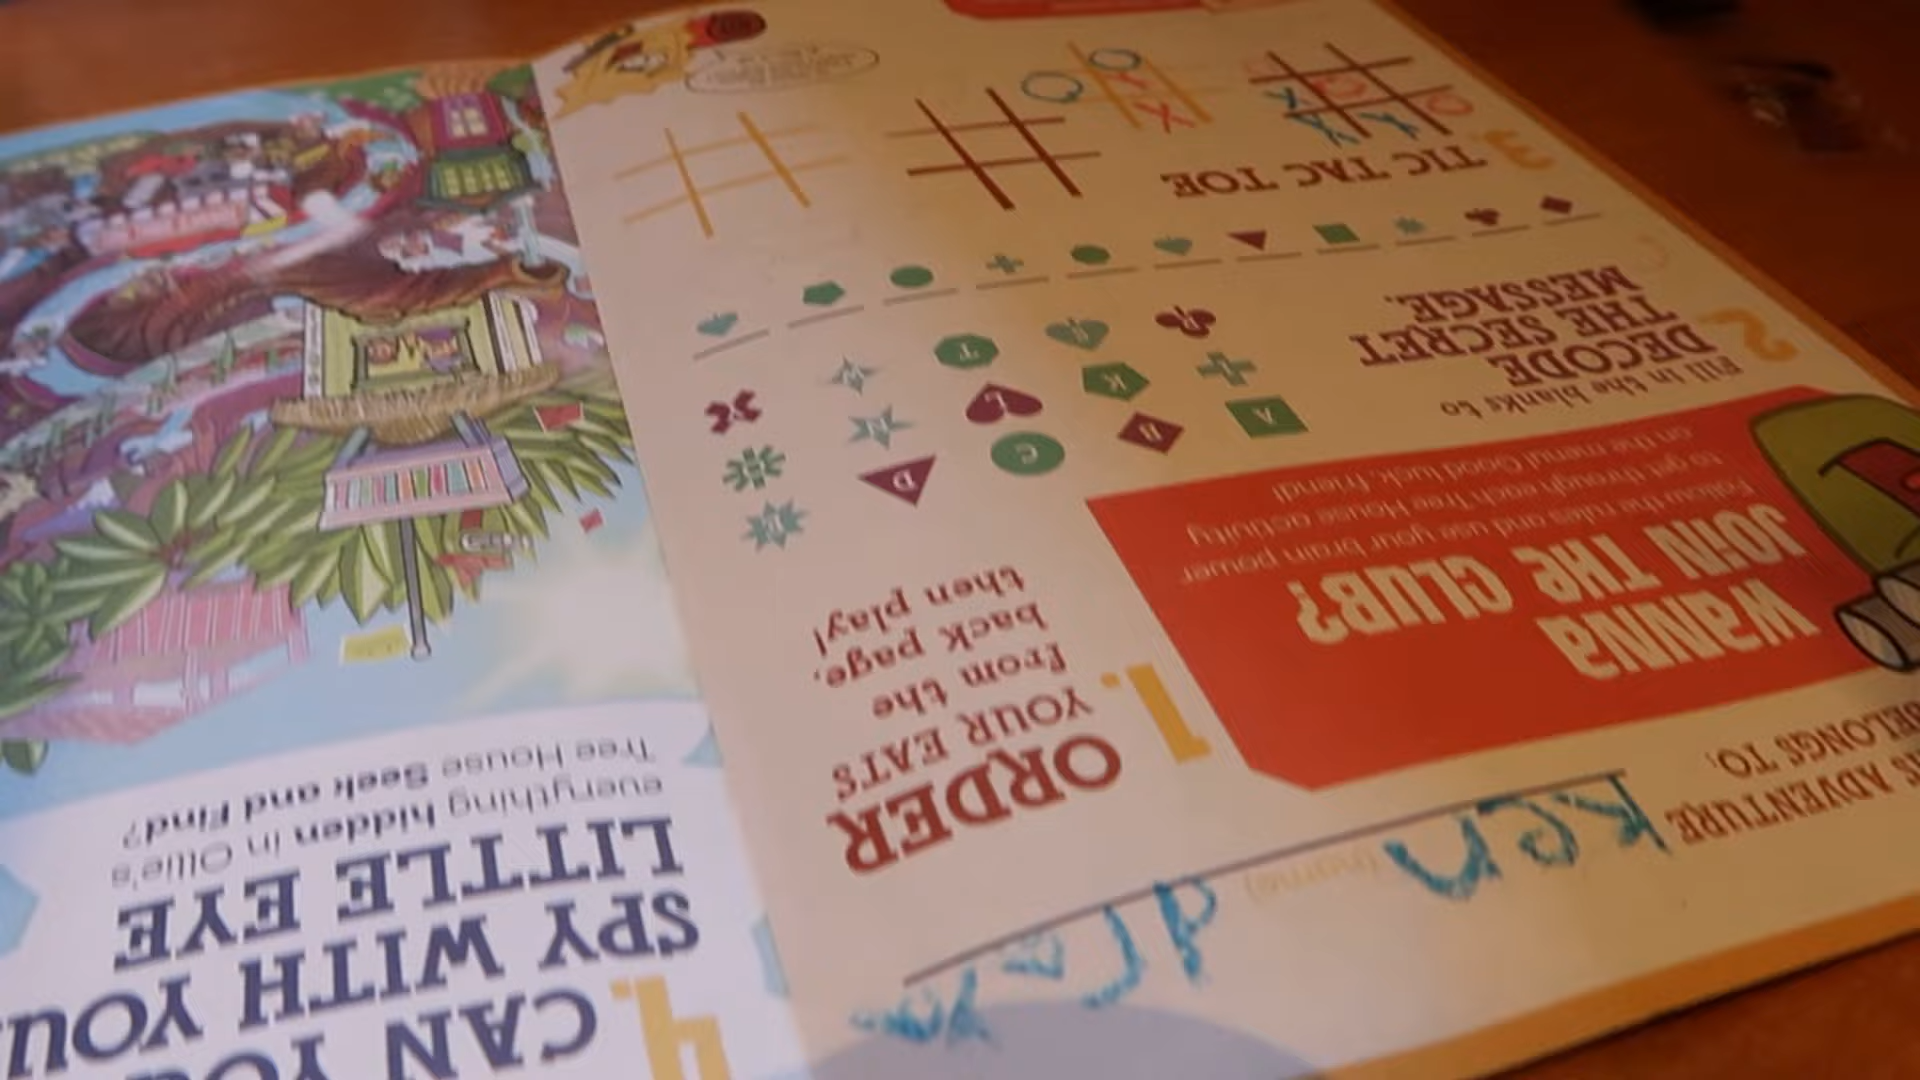 S ADVENTURE
BELONGS TO:
Kendra
(name)
WANNA
JOIN THE CLUB?
Follow the rules and use your brain power
to get through each Tree House activity
on the menu! Good luck, friend!
1.
ORDER
YOUR EATS
from the
back page,
then play!
2.
Fill in the blanks to
DECODE
THE SECRET
MESSAGE.
A
B
C
D
K
L
N
T
3.
TIC TAC TOE
X
X
X
O
O
O
X
X
4.
CAN YOU
SPY WITH YOU
LITTLE EYE
everything hidden in Ollie's
Tree House Seek and Find?